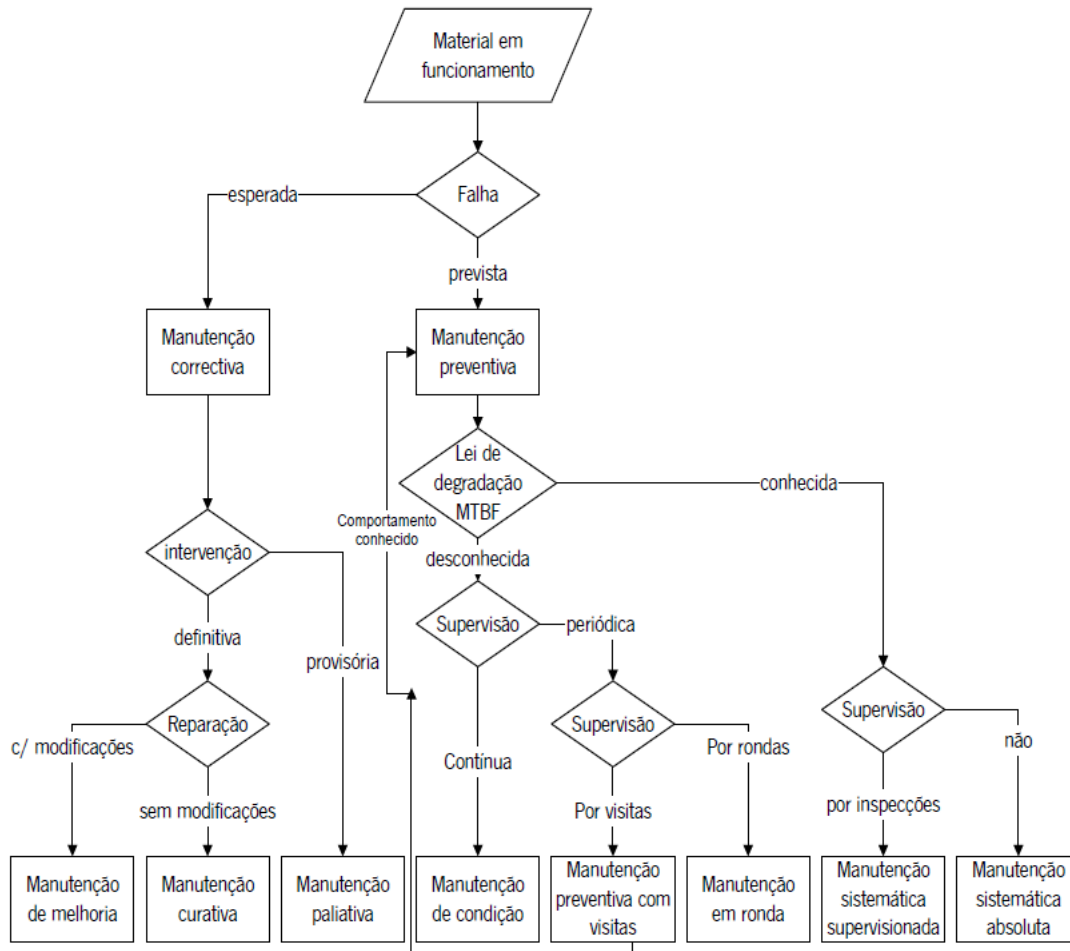 Material em
funcionamento
Falha
esperada
prevista
Manutenção
correctiva
Manutenção
preventiva
Lei de
degradação
MTBF
conhecida
Comportamento
conhecido
intervenção
desconhecida
Supervisão
periódica
definitiva
provisória
Reparação
Supervisão
Supervisão
c/ modificações
Por rondas
não
Contínua
sem modificações
Por visitas
por inspecções
Manutenção
de melhoria
Manutenção
curativa
Manutenção
paliativa
Manutenção
de condição
Manutenção
preventiva com
visitas
Manutenção
em ronda
Manutenção
sistemática
supervisionada
Manutenção
sistemática
absoluta